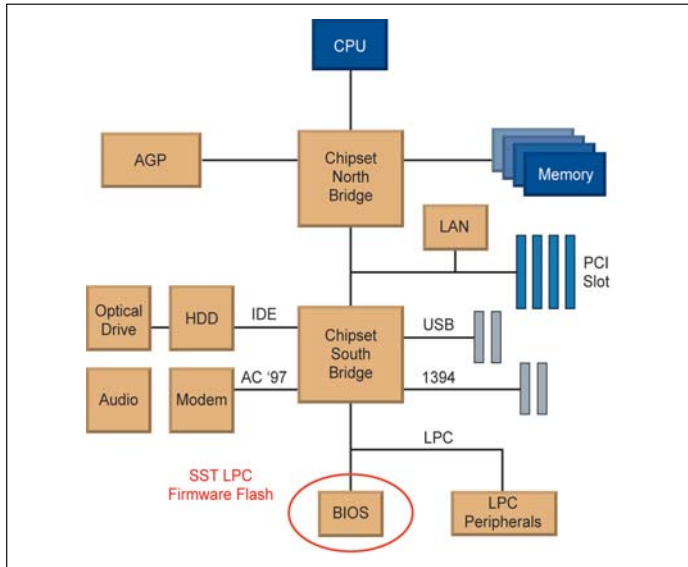 CPU
AGP
Chipset
North
Bridge
Memory
LAN
PCI
Slot
Optical
Drive
HDD
IDE
Chipset
South
Bridge
USB
Audio
Modem
AC ‘97
1394
LPC
SST LPC
Firmware Flash
BIOS
LPC
Peripherals